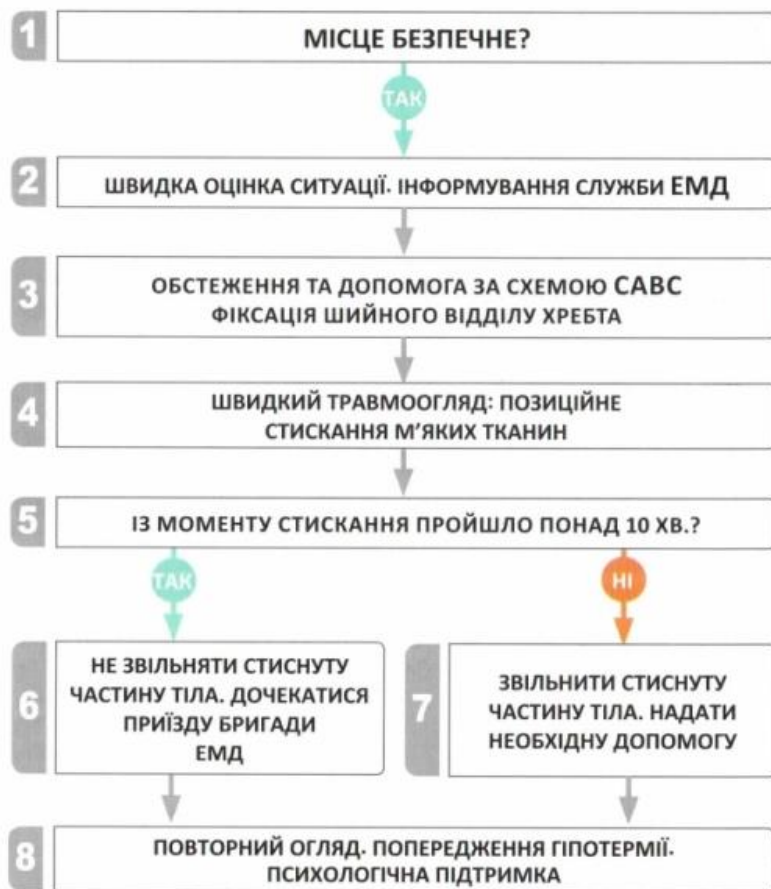 1
МІСЦЕ БЕЗПЕЧНЕ?
ТАК
2
ШВИДКА ОЦІНКА СИТУАЦІЇ. ІНФОРМУВАННЯ СЛУЖБИ ЕМД
3
ОБСТЕЖЕННЯ ТА ДОПОМОГА ЗА СХЕМОЮ САВС
ФІКСАЦІЯ ШИЙНОГО ВІДДІЛУ ХРЕБТА
4
ШВИДКИЙ ТРАВМООГЛЯД: ПОЗИЦІЙНЕ
СТИСКАННЯ М'ЯКИХ ТКАНИН
5
ІЗ МОМЕНТУ СТИСКАННЯ ПРОЙШЛО ПОНАД 10 ХВ.?
ТАК
НІ
6
НЕ ЗВІЛЬНЯТИ СТИСНУТУ
ЧАСТИНУ ТІЛА. ДОЧЕКАТИСЯ
ПРИЇЗДУ БРИГАДИ
ЕМД
7
ЗВІЛЬНИТИ СТИСНУТУ
ЧАСТИНУ ТІЛА. НАДАТИ
НЕОБХІДНУ ДОПОМОГУ
8
ПОВТОРНИЙ ОГЛЯД. ПОПЕРЕДЖЕННЯ ГІПОТЕРМІЇ.
ПСИХОЛОГІЧНА ПІДТРИМКА